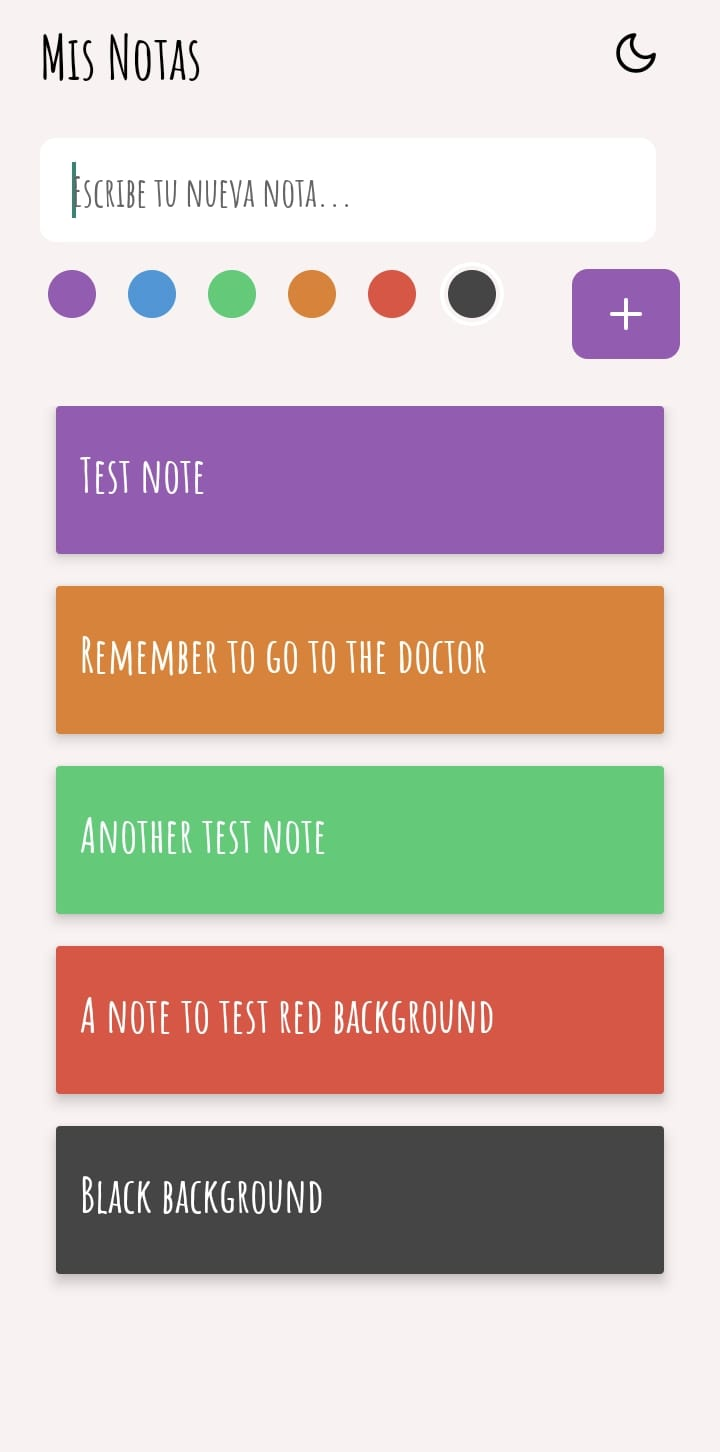 Mis Notas
Escribe tu nueva nota...
Test note
Remember to go to the doctor
Another test note
A note to test red background
Black background